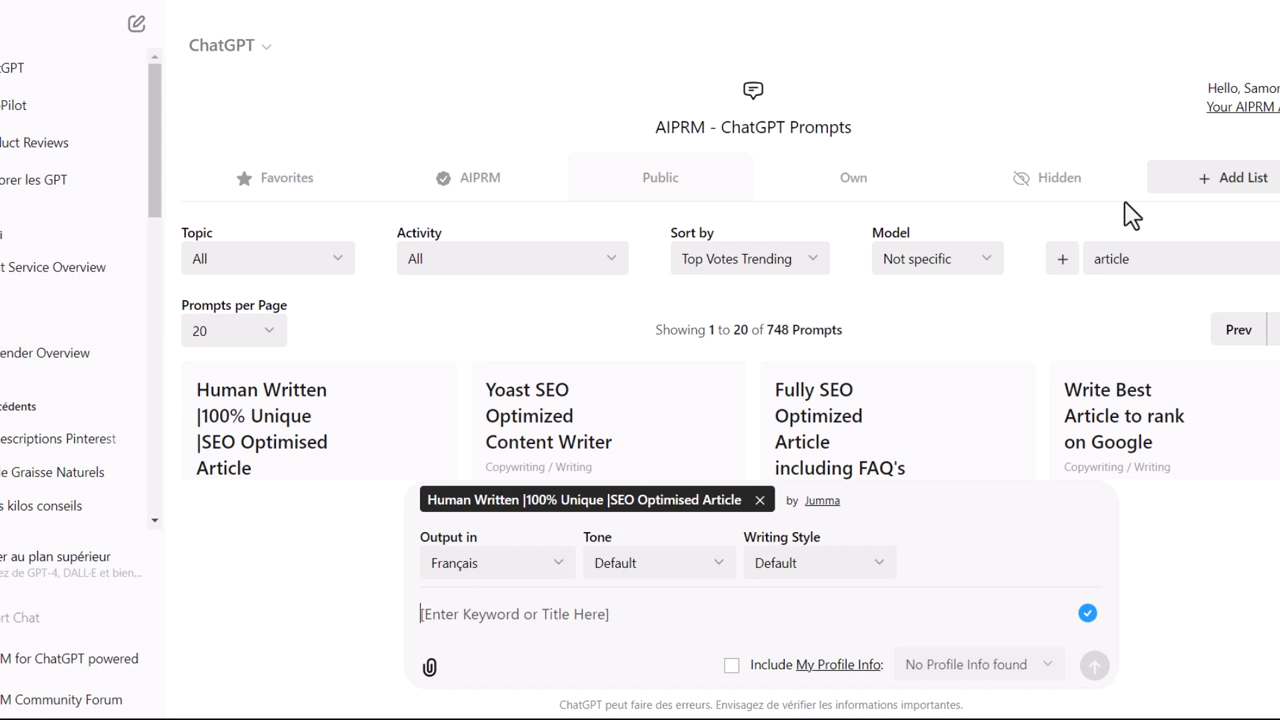 ChatGPT
GPT
Pilot
uct Reviews
orer les GPT
i
t Service Overview
ender Overview
cédents
escriptions Pinterest
le Graisse Naturels
s kilos conseils
er au plan supérieur
ez de GPT-4, DALL·E et bien...
rt Chat
M for ChatGPT powered
M Community Forum
AIPRM - ChatGPT Prompts
Hello, Samo
Your AIPRM
Favorites
AIPRM
Public
Own
Hidden
+ Add List
Topic
Activity
Sort by
Model
All
All
Top Votes Trending
Not specific
+
article
Prompts per Page
20
Showing 1 to 20 of 748 Prompts
Prev
Human Written
|100% Unique
|SEO Optimised
Article
Yoast SEO
Optimized
Content Writer
Copywriting / Writing
Fully SEO
Optimized
Article
including FAQ's
Write Best
Article to rank
on Google
Copywriting / Writing
Human Written |100% Unique |SEO Optimised Article
by Jumma
Output in
Tone
Writing Style
Français
Default
Default
[Enter Keyword or Title Here]
Include My Profile Info:
No Profile Info found
ChatGPT peut faire des erreurs. Envisagez de vérifier les informations importantes.